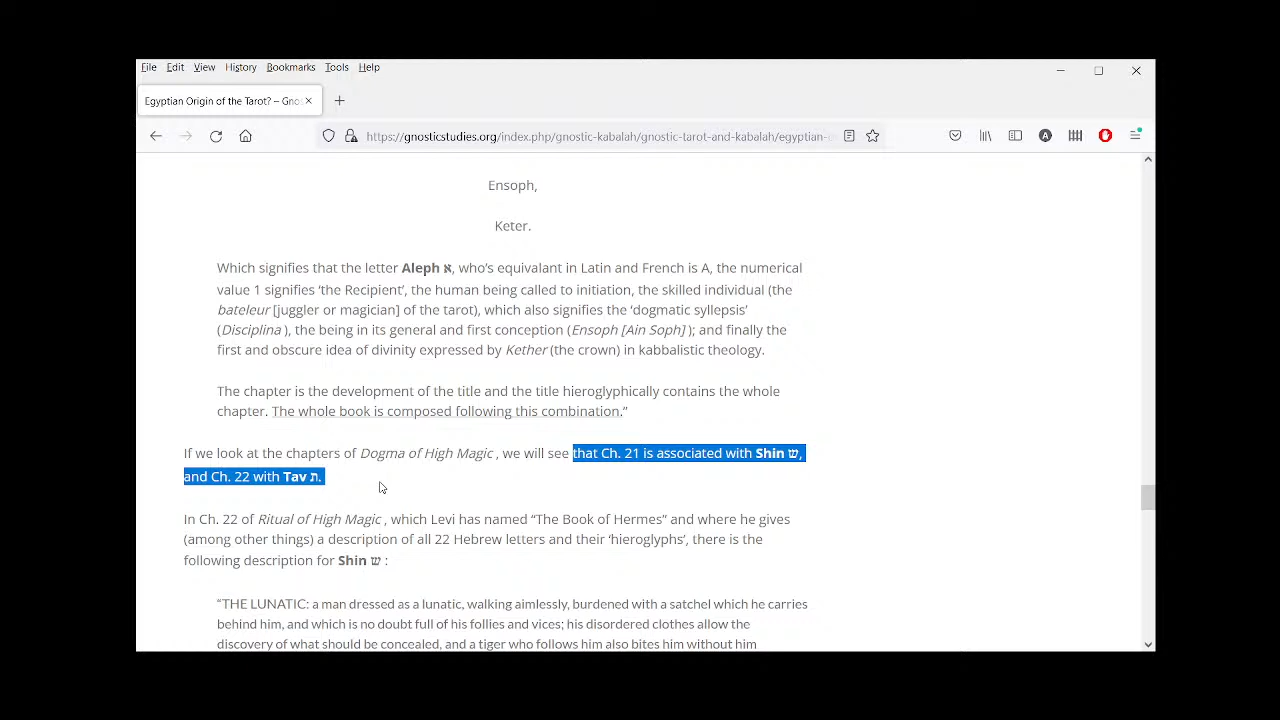 File Edit View History Bookmarks Tools Help
Egyptian Origin of the Tarot? – Gno
https://gnosticstudies.org/index.php/gnostic-kabalah/gnostic-tarot-and-kabalah/egyptian-
Ensoph,
Keter.
Which signifies that the letter Aleph א, who's equivalant in Latin and French is A, the numerical
value 1 signifies ‘the Recipient’, the human being called to initiation, the skilled individual (the
bateleur [juggler or magician] of the tarot), which also signifies the ‘dogmatic syllepsis’
(Disciplina ), the being in its general and first conception (Ensoph [Ain Soph] ); and finally the
first and obscure idea of divinity expressed by Kether (the crown) in kabbalistic theology.
The chapter is the development of the title and the title hieroglyphically contains the whole
chapter. The whole book is composed following this combination.”
If we look at the chapters of Dogma of High Magic , we will see that Ch. 21 is associated with Shin ש,
and Ch. 22 with Tav ת.
In Ch. 22 of Ritual of High Magic , which Levi has named “The Book of Hermes” and where he gives
(among other things) a description of all 22 Hebrew letters and their ‘hieroglyphs’, there is the
following description for Shin ש :
“THE LUNATIC: a man dressed as a lunatic, walking aimlessly, burdened with a satchel which he carries
behind him, and which is no doubt full of his follies and vices; his disordered clothes allow the
discovery of what should be concealed, and a tiger who follows him also bites him without him